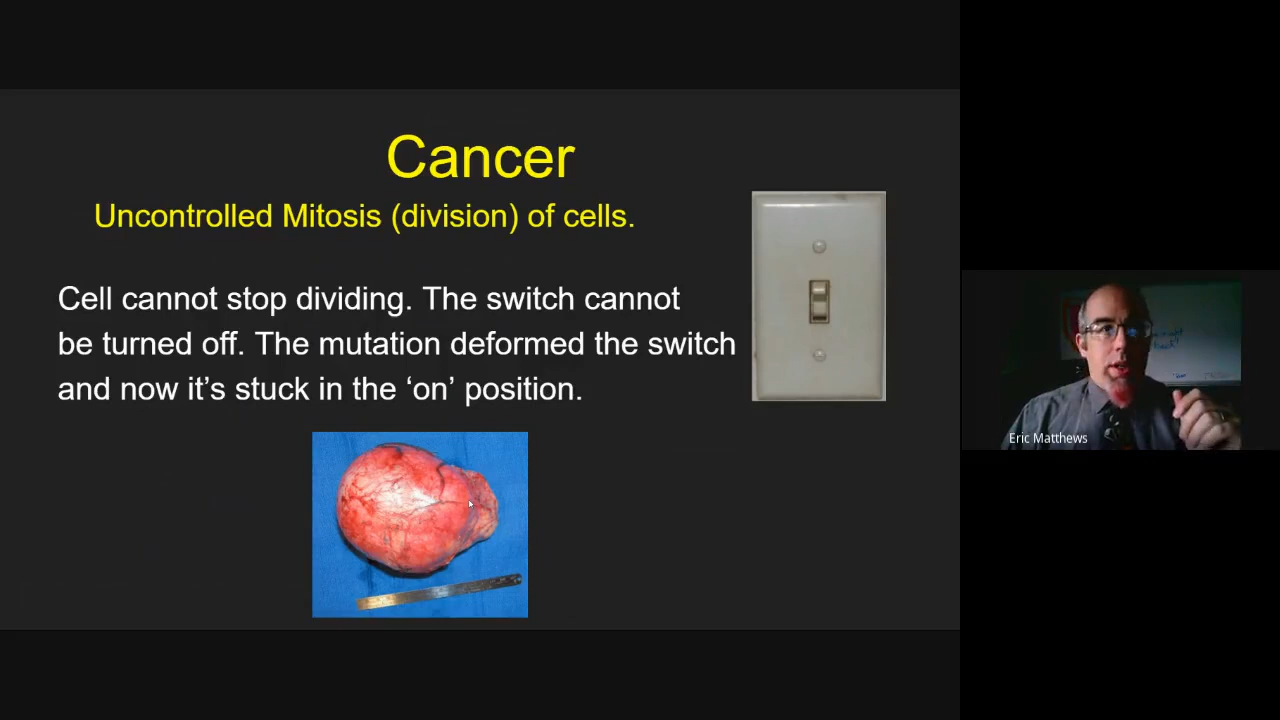 Cancer
Uncontrolled Mitosis (division) of cells.
Cell cannot stop dividing. The switch cannot
be turned off. The mutation deformed the switch
and now it’s stuck in the ‘on’ position.
Eric Matthews